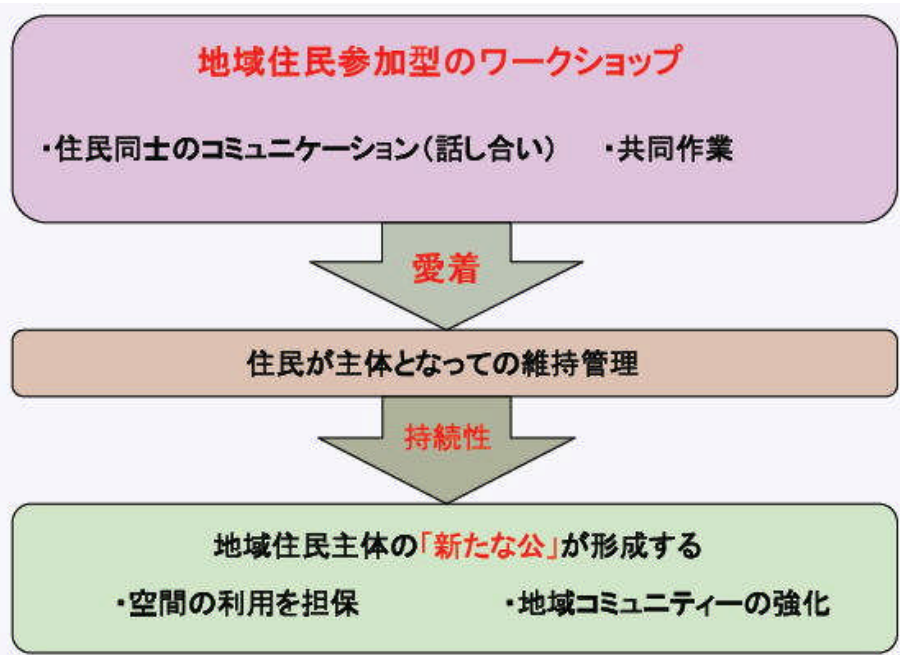 地域住民参加型のワークショップ
・住民同士のコミュニケーション(話し合い) ・共同作業
愛着
住民が主体となっての維持管理
持続性
地域住民主体の「新たな公」が形成する
・空間の利用を担保 ・地域コミュニティーの強化